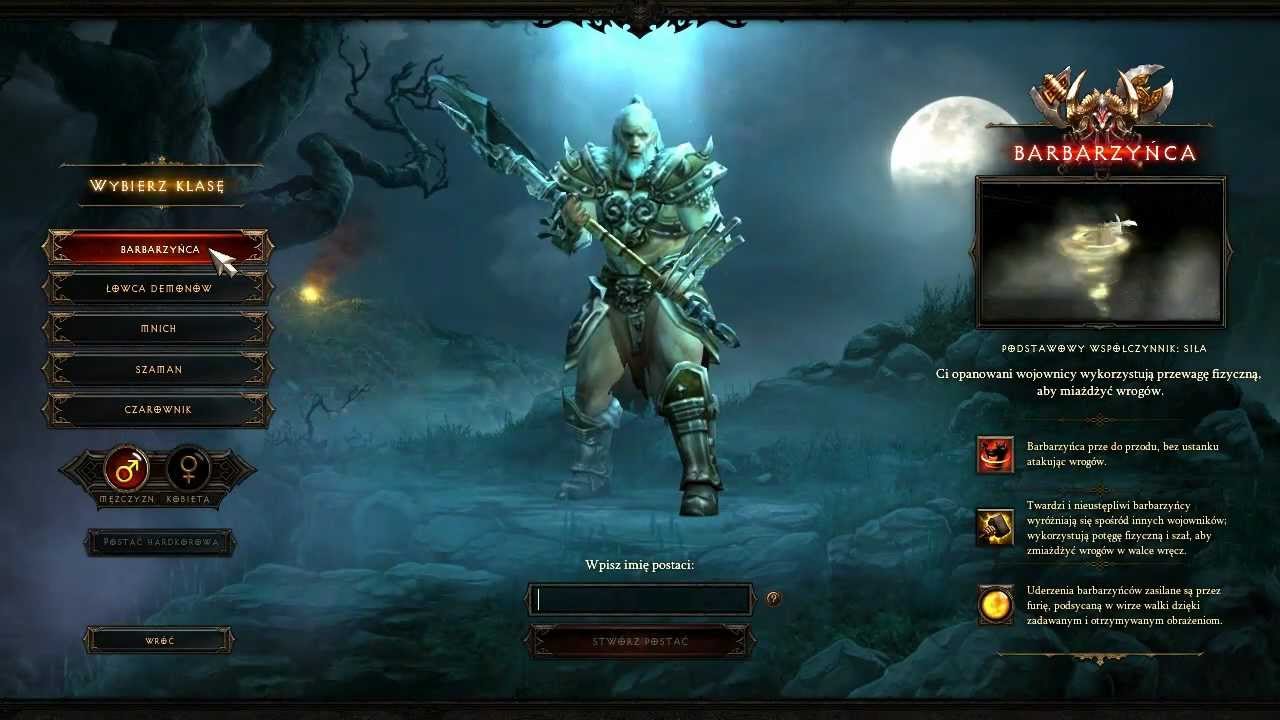 WYBIERZ KLASĘ
BARBARZYŃCA
ŁOWCA DEMONÓW
MNICH
SZAMAN
CZAROWNIK
MĘŻCZYZN KOBIETA
POSTAĆ HARDKOROWA
WRÓĆ
Wpisz imię postaci:
?
STWÓRZ POSTAĆ
BARBARZYŃCA
PODSTAWOWY WSPÓŁCZYNNIK: SIŁA
Ci opanowani wojownicy wykorzystują przewagę fizyczną,
aby miażdżyć wrogów.
Barbarzyńca prze do przodu, bez ustanku
atakując wrogów.
Twardzi i nieustępliwi barbarzyńcy
wyróżniają się spośród innych wojowników;
wykorzystują potęgę fizyczną i szał, aby
zmiażdżyć wrogów w walce wręcz.
Uderzenia barbarzyńców zasilane są przez
furię, podsycaną w wirze walki dzięki
zadawanym i otrzymywanym obrażeniom.